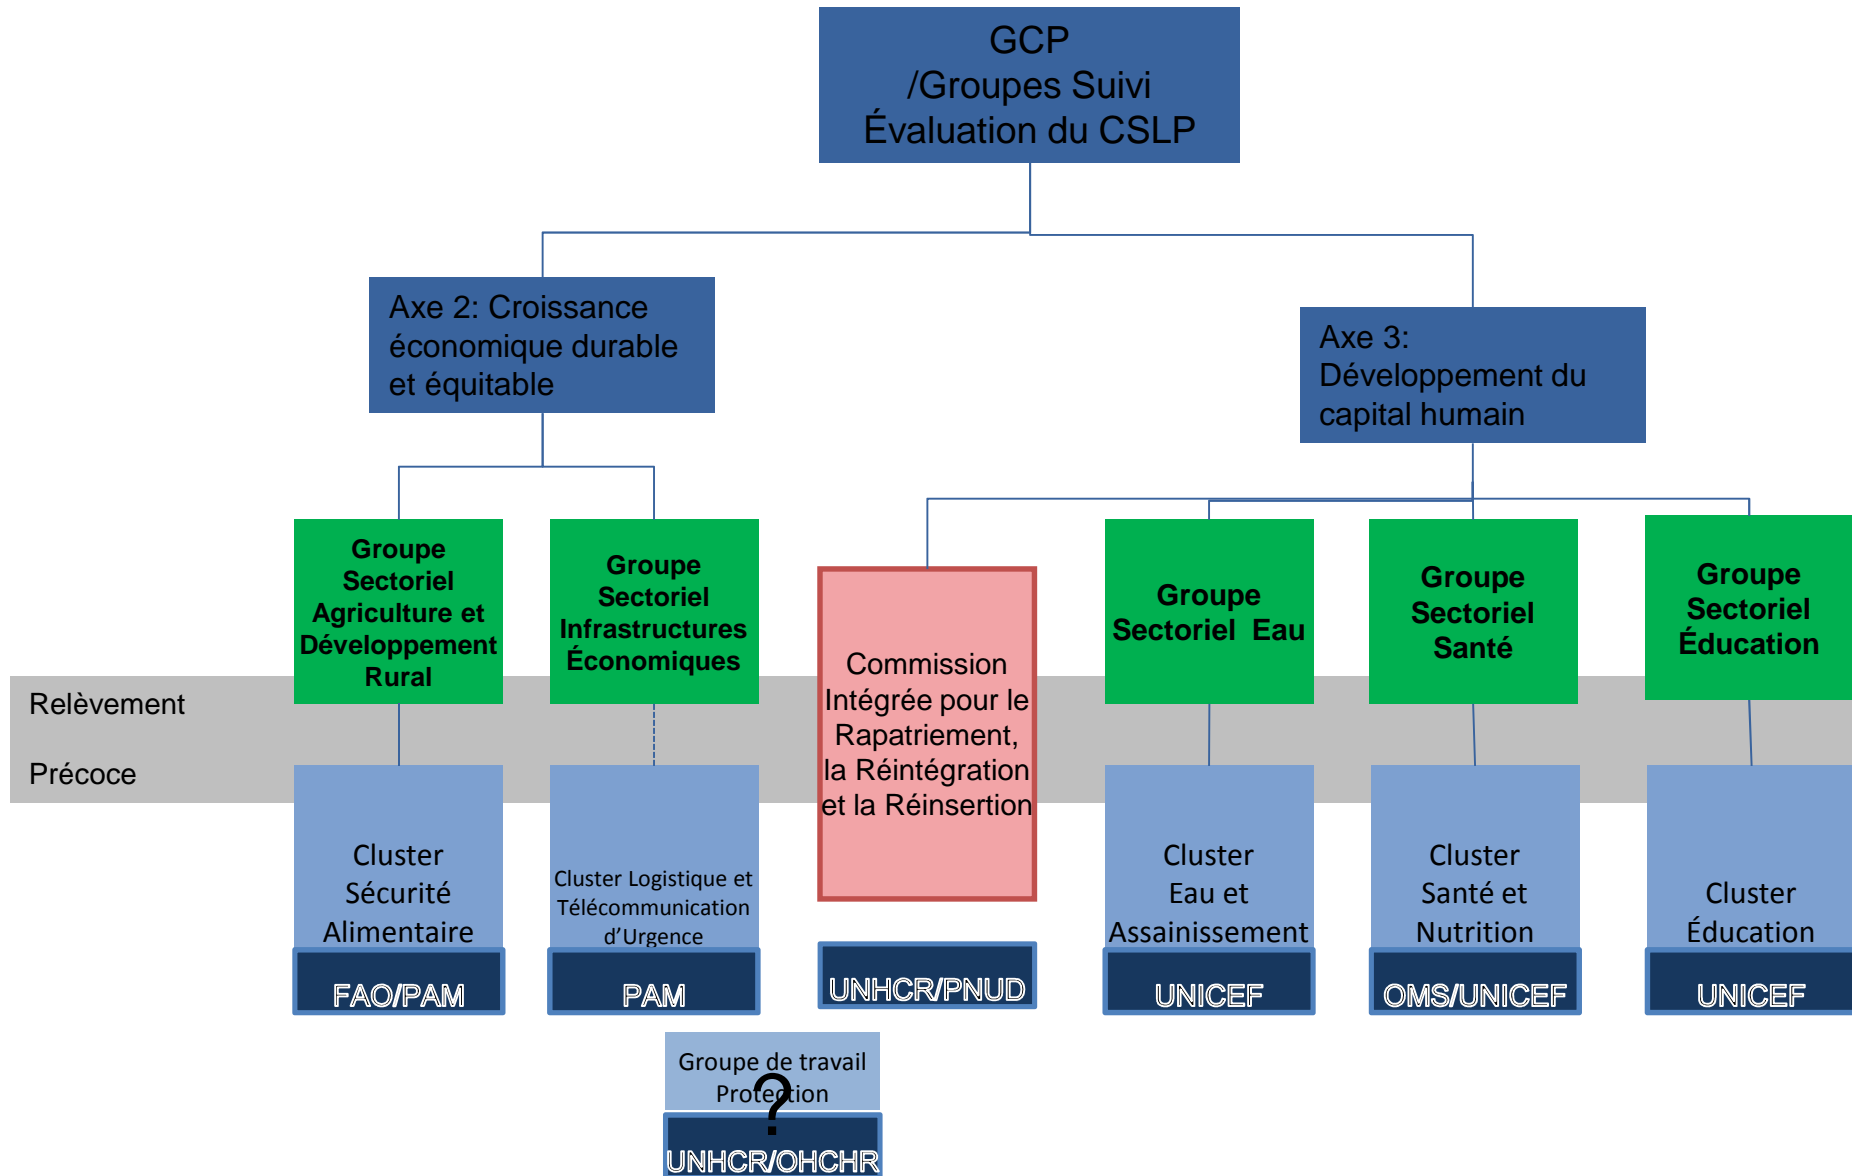 GCP
/Groupes Suivi
Évaluation du CSLP
Axe 2: Croissance
économique durable
et équitable
Axe 3:
Développement du
capital humain
Groupe
Sectoriel
Agriculture et
Développement
Rural
Groupe
Sectoriel
Infrastructures
Économiques
Commission
Intégrée pour le
Rapatriement,
la Réintégration
et la Réinsertion
Groupe
Sectoriel Eau
Groupe
Sectoriel
Santé
Groupe
Sectoriel
Éducation
Relèvement
Précoce
Cluster
Sécurité
Alimentaire
Cluster Logistique et
Télécommunication
d'Urgence
Cluster
Eau et
Assainissement
Cluster
Santé et
Nutrition
Cluster
Éducation
FAO/PAM
PAM
UNHCR/PNUD
UNICEF
OMS/UNICEF
UNICEF
Groupe de travail
Protection
?
UNHCR/OHCHR